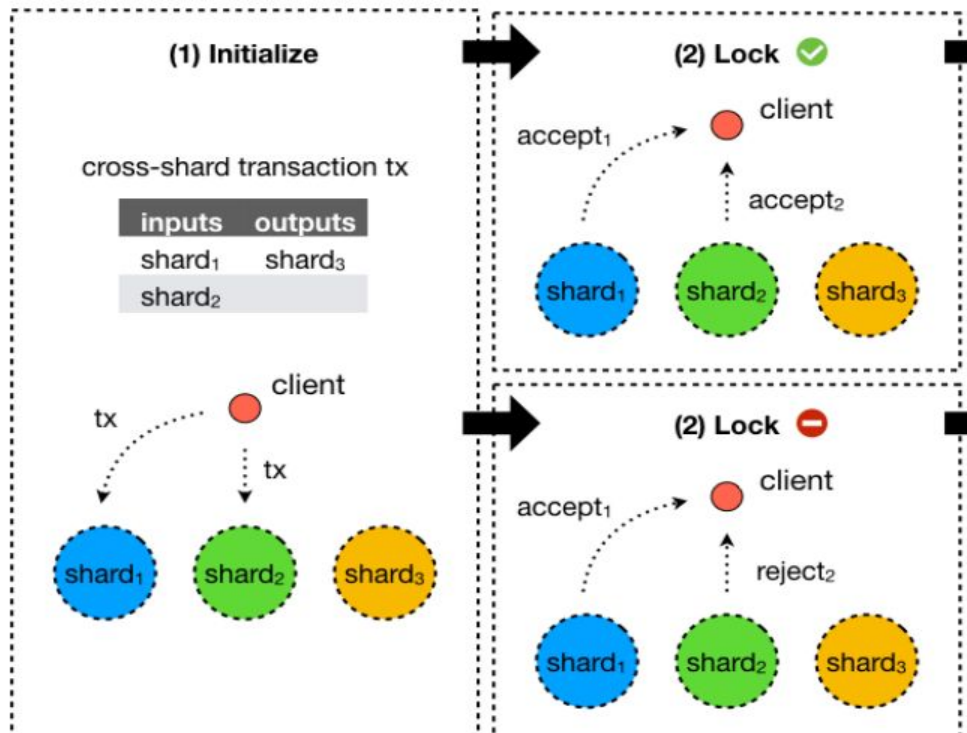 (1) Initialize
cross-shard transaction tx
inputs outputs
shard₁ shard₃
shard₂
client
tx
tx
shard₁ shard₂ shard₃
(2) Lock
client
accept₁
accept₂
shard₁ shard₂ shard₃
(2) Lock
client
accept₁
reject₂
shard₁ shard₂ shard₃